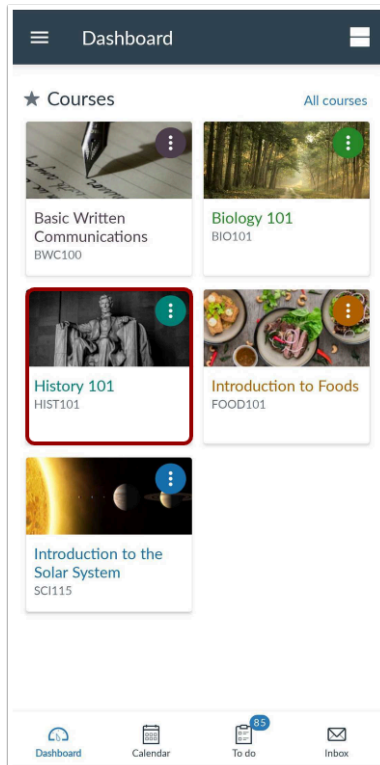 Dashboard
Courses
All courses
Basic Written
Communications
BWC100
Biology 101
BIO101
History 101
HIST101
Introduction to Foods
FOOD101
Introduction to the
Solar System
SCI115
85
Dashboard
Calendar
To do
Inbox